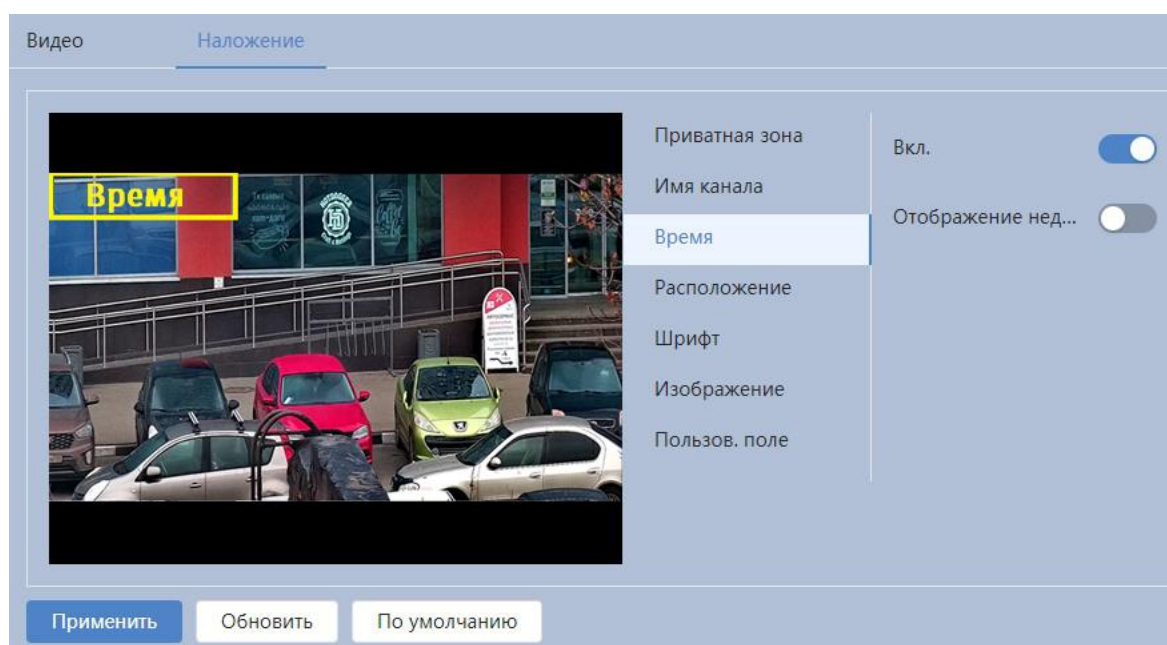 Видео
Наложение
Время
Приватная зона
Имя канала
Время
Расположение
Шрифт
Изображение
Пользов. поле
Вкл.
Отображение нед...
Применить
Обновить
По умолчанию